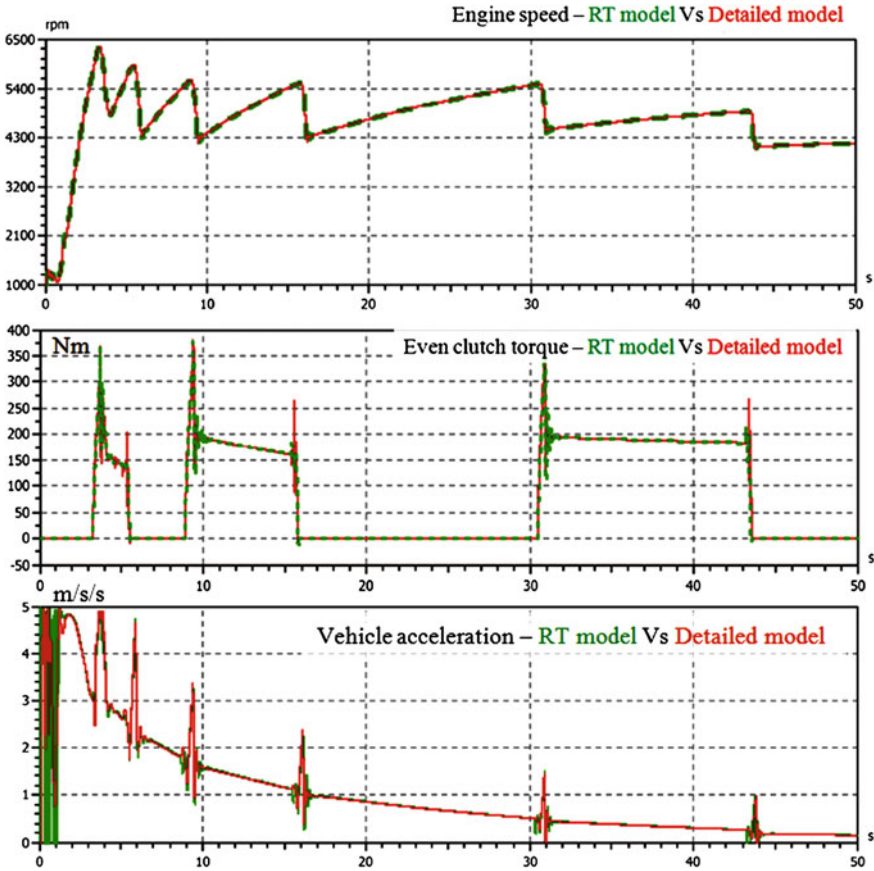 Engine speed – RT model Vs Detailed model
rpm
6500
5400
4300
3200
2100
1000
0 10 20 30 40 50
s
Even clutch torque – RT model Vs Detailed model
Nm
400
350
300
250
200
150
100
50
0
-50
0 10 20 30 40 50
s
m/s/s
Vehicle acceleration – RT model Vs Detailed model
5
4
3
2
1
0
0 10 20 30 40 50
s